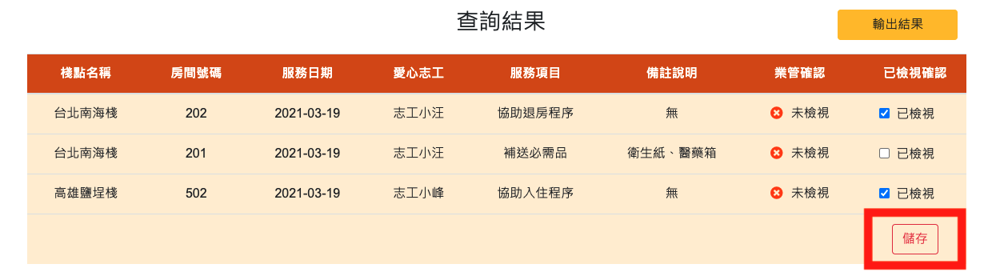 查詢結果
輸出結果
棧點名稱 房間號碼 服務日期 愛心志工 服務項目 備註說明 業管確認 已檢視確認
台北南海棧 202 2021-03-19 志工小汪 協助退房程序 無 未檢視 已檢視
台北南海棧 201 2021-03-19 志工小汪 補送必需品 衛生紙、醫藥箱 未檢視 已檢視
高雄鹽埕棧 502 2021-03-19 志工小峰 協助入住程序 無 未檢視 已檢視
儲存